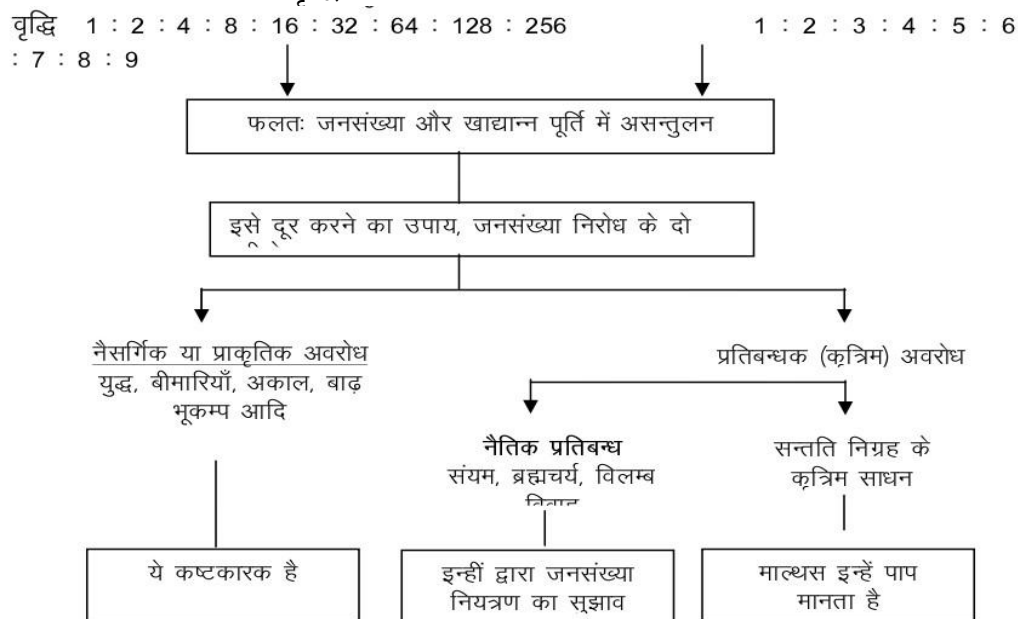 वृद्धि 1 : 2 : 4 : 8 : 16 : 32 : 64 : 128 : 256 1 : 2 : 3 : 4 : 5 : 6
: 7 : 8 : 9
फलतः जनसंख्या और खाद्यान्न पूर्ति में असन्तुलन
इसे दूर करने का उपाय, जनसंख्या निरोध के दो
नैसर्गिक या प्राकृतिक अवरोध
युद्ध, बीमारियाँ, अकाल, बाढ़
भूकम्प आदि
प्रतिबन्धक (कृत्रिम) अवरोध
नैतिक प्रतिबन्ध
संयम, ब्रह्मचर्य, विलम्ब
सन्तति निग्रह के
कृत्रिम साधन
ये कष्टकारक है
इन्हीं द्वारा जनसंख्या
नियत्रण का सुझाव
माल्थस इन्हें पाप
मानता है